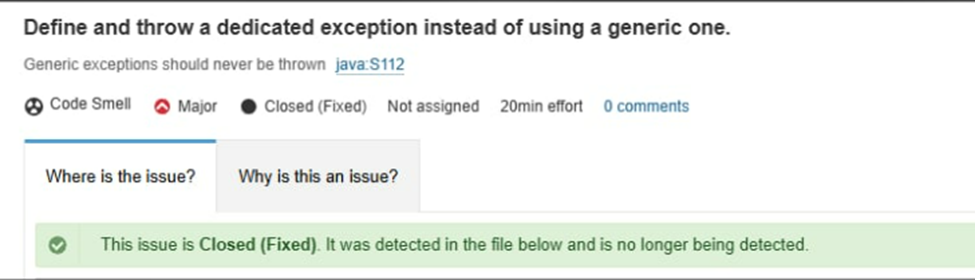 Define and throw a dedicated exception instead of using a generic one.
Generic exceptions should never be thrown java:S112
Code Smell Major Closed (Fixed) Not assigned 20min effort 0 comments
Where is the issue? Why is this an issue?
This issue is Closed (Fixed). It was detected in the file below and is no longer being detected.